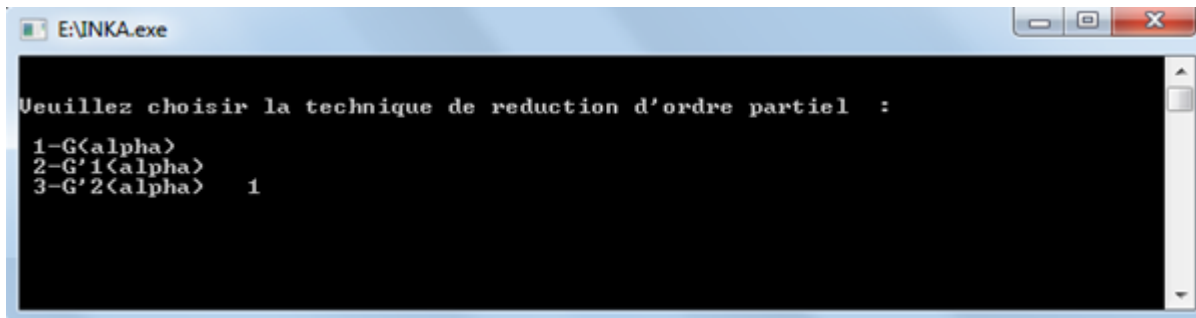 E:\INKA.exe
Veuillez choisir la technique de reduction d'ordre partiel :
1-G(alpha)
2-G'1(alpha)
3-G'2(alpha) 1